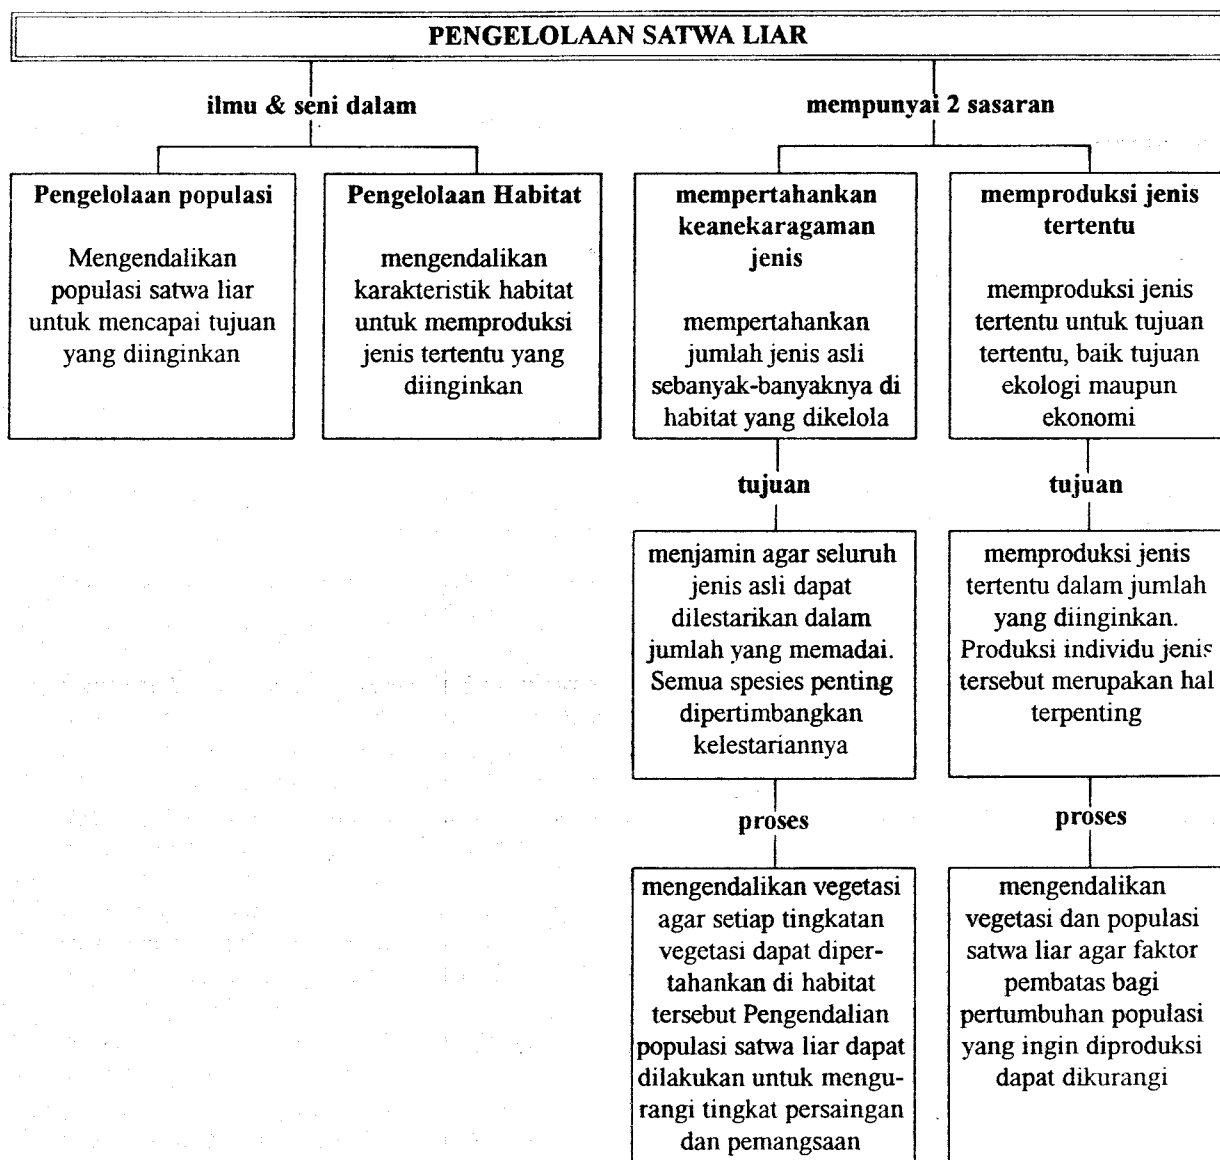 PENGELOLAAN SATWA LIAR
ilmu & seni dalam
mempunyai 2 sasaran
Pengelolaan populasi
Mengendalikan
populasi satwa liar
untuk mencapai tujuan
yang diinginkan
Pengelolaan Habitat
mengendalikan
karakteristik habitat
untuk memproduksi
jenis tertentu yang
diinginkan
mempertahankan
keanekaragaman
jenis
mempertahankan
jumlah jenis asli
sebanyak-banyaknya di
habitat yang dikelola
memproduksi jenis
tertentu
memproduksi jenis
tertentu untuk tujuan
tertentu, baik tujuan
ekologi maupun
ekonomi
tujuan
tujuan
menjamin agar seluruh
jenis asli dapat
dilestarikan dalam
jumlah yang memadai.
Semua spesies penting
dipertimbangkan
kelestariannya
memproduksi jenis
tertentu dalam jumlah
yang diinginkan.
Produksi individu jenis
tersebut merupakan hal
terpenting
proses
proses
mengendalikan vegetasi
agar setiap tingkatan
vegetasi dapat diper-
tahankan di habitat
tersebut Pengendalian
populasi satwa liar dapat
dilakukan untuk mengu-
rangi tingkat persaingan
dan pemangsaan
mengendalikan
vegetasi dan populasi
satwa liar agar faktor
pembatas bagi
pertumbuhan populasi
yang ingin diproduksi
dapat dikurangi